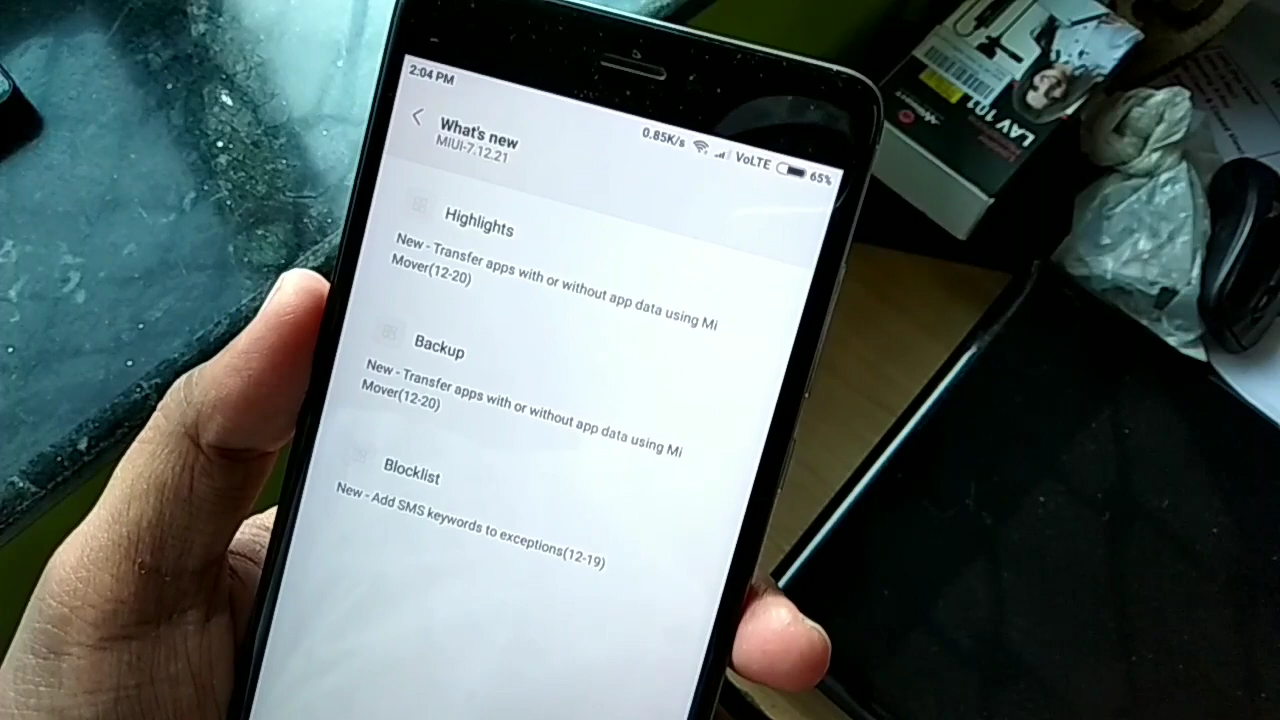 2:04 PM
0.85K/s
VoLTE
65%
What's new
MIUI-7.12.21
Highlights
New - Transfer apps with or without app data using Mi
Mover(12-20)
Backup
New - Transfer apps with or without app data using Mi
Mover(12-20)
Blocklist
New - Add SMS keywords to exceptions(12-19)
LAV 101